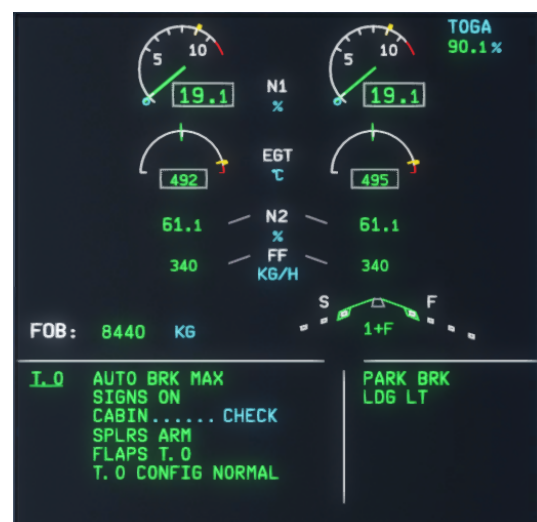 TOGA
90.1%
5 10
5 10
19.1 N1 19.1
%
EGT
492 °C 495
61.1 N2 61.1
%
340 FF 340
KG/H
S F
FOB: 8440 KG 1+F
T.O AUTO BRK MAX PARK BRK
SIGNS ON LDG LT
CABIN...... CHECK
SPLRS ARM
FLAPS T.O
T.O CONFIG NORMAL